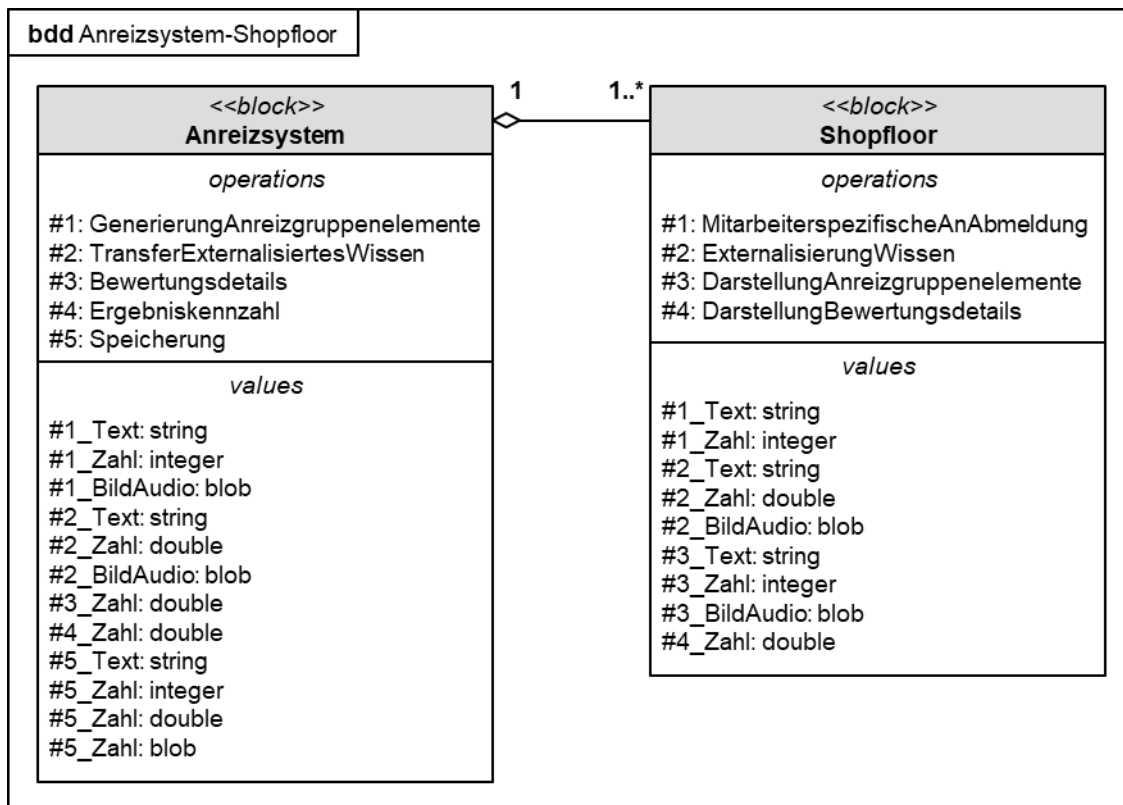 bdd Anreizsystem-Shopfloor
<<block>>
Anreizsystem
operations
#1: GenerierungAnreizgruppenelemente
#2: TransferExternalisiertesWissen
#3: Bewertungsdetails
#4: Ergebniskennzahl
#5: Speicherung
values
#1_Text: string
#1_Zahl: integer
#1_BildAudio: blob
#2_Text: string
#2_Zahl: double
#2_BildAudio: blob
#3_Zahl: double
#4_Zahl: double
#5_Text: string
#5_Zahl: integer
#5_Zahl: double
#5_Zahl: blob
1
1..*
<<block>>
Shopfloor
operations
#1: MitarbeiterspezifischeAnAbmeldung
#2: ExternalisierungWissen
#3: DarstellungAnreizgruppenelemente
#4: DarstellungBewertungsdetails
values
#1_Text: string
#1_Zahl: integer
#2_Text: string
#2_Zahl: double
#2_BildAudio: blob
#3_Text: string
#3_Zahl: integer
#3_BildAudio: blob
#4_Zahl: double